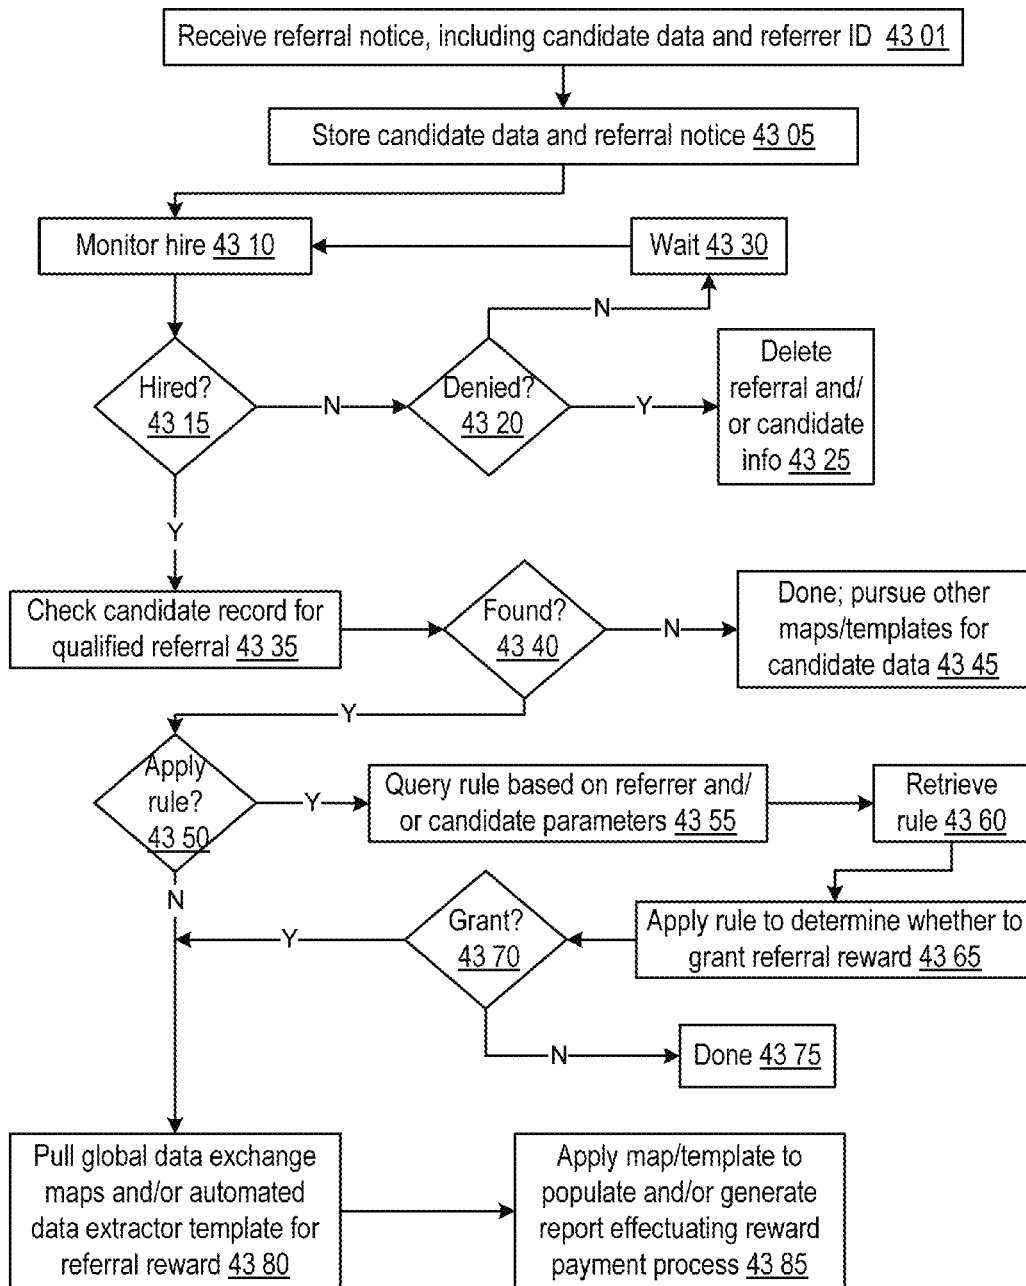 Receive referral notice, including candidate data and referrer ID 43 01
Store candidate data and referral notice 43 05
Monitor hire 43 10
Wait 43 30
N
Hired?
43 15
N
Denied?
43 20
Y
Delete
referral and/
or candidate
info 43 25
Y
Check candidate record for
qualified referral 43 35
Found?
43 40
N
Done; pursue other
maps/templates for
candidate data 43 45
Y
Apply
rule?
43 50
Y
Query rule based on referrer and/
or candidate parameters 43 55
Retrieve
rule 43 60
N
Apply rule to determine whether to
grant referral reward 43 65
Grant?
43 70
Y
N
Done 43 75
Pull global data exchange
maps and/or automated
data extractor template for
referral reward 43 80
Apply map/template to
populate and/or generate
report effectuating reward
payment process 43 85